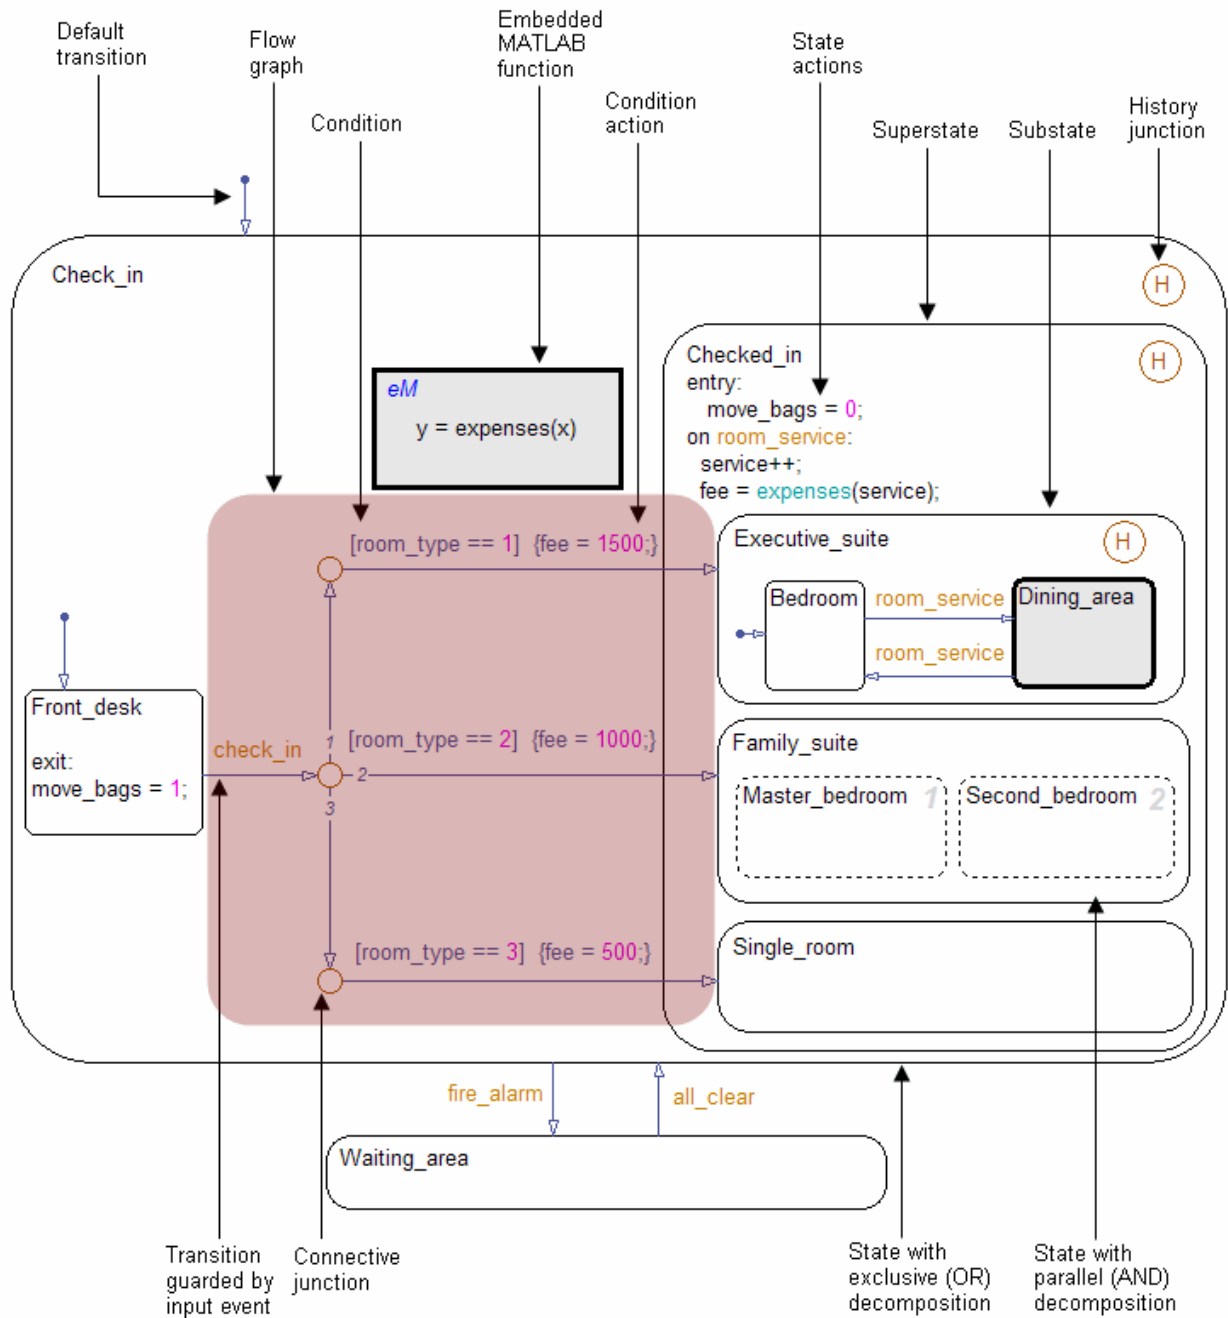 Default
transition
Flow
graph
Embedded
MATLAB
function
State
actions
Condition
Condition
action
Superstate
Substate
History
junction
Check_in
H
eM
y = expenses(x)
Checked_in
H
entry:
move_bags = 0;
on room_service:
service++;
fee = expenses(service);
[room_type == 1] {fee = 1500;}
Executive_suite
H
Bedroom
room_service
Dining_area
room_service
Front_desk
exit:
move_bags = 1;
check_in
1
2
3
[room_type == 2] {fee = 1000;}
Family_suite
Master_bedroom 1
Second_bedroom 2
[room_type == 3] {fee = 500;}
Single_room
fire_alarm
all_clear
Waiting_area
Transition
guarded by
input event
Connective
junction
State with
exclusive (OR)
decomposition
State with
parallel (AND)
decomposition